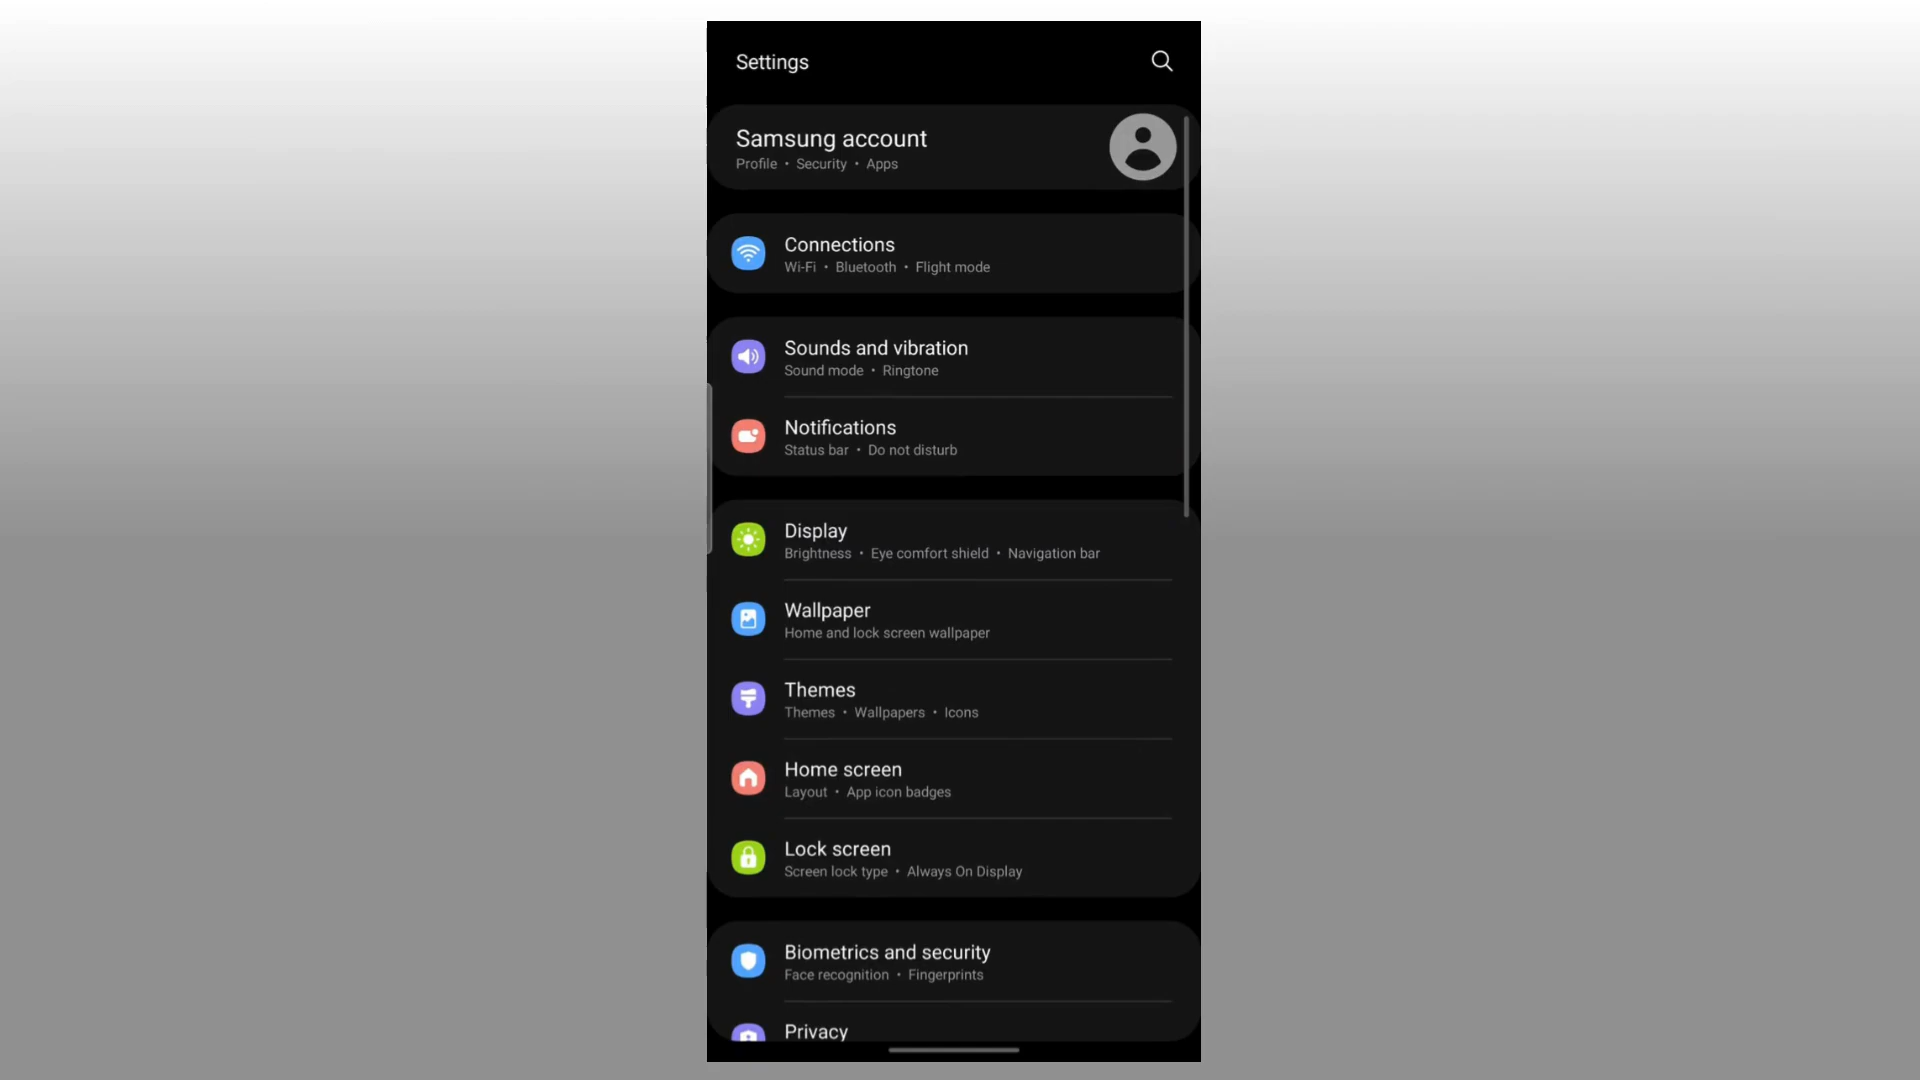 Settings
Samsung account
Profile • Security • Apps
Connections
Wi-Fi • Bluetooth • Flight mode
Sounds and vibration
Sound mode • Ringtone
Notifications
Status bar • Do not disturb
Display
Brightness • Eye comfort shield • Navigation bar
Wallpaper
Home and lock screen wallpaper
Themes
Themes • Wallpapers • Icons
Home screen
Layout • App icon badges
Lock screen
Screen lock type • Always On Display
Biometrics and security
Face recognition • Fingerprints
Privacy